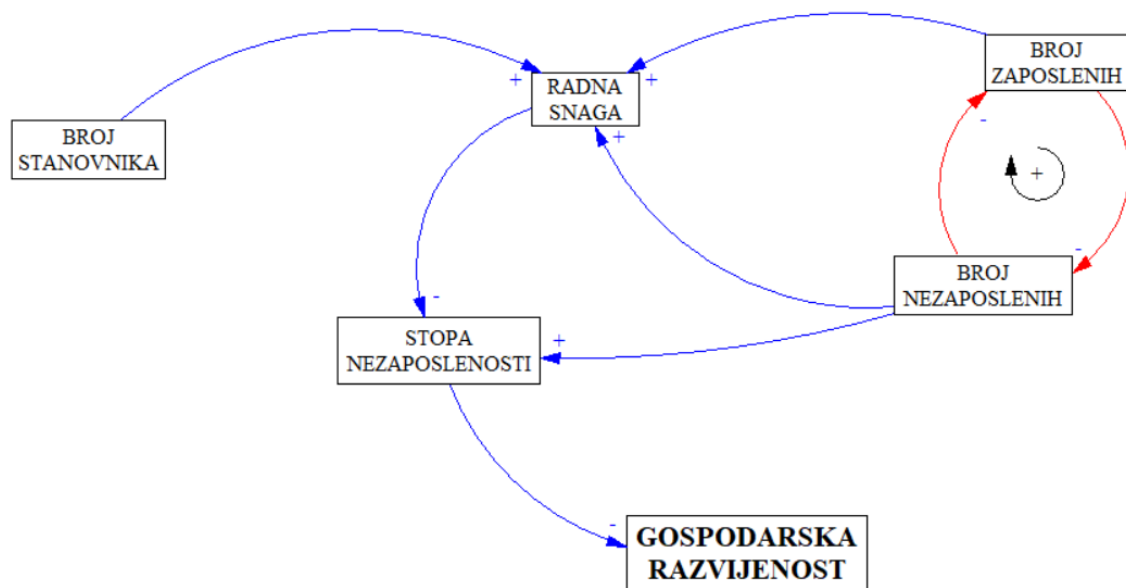 BROJ
ZAPOSLENIH
+
+
RADNA
SNAGA
-
+
BROJ
STANOVNIKA
+
-
BROJ
NEZAPOSLENIH
-
STOPA
NEZAPOSLENOSTI
+
-
GOSPODARSKA
RAZVIJENOST